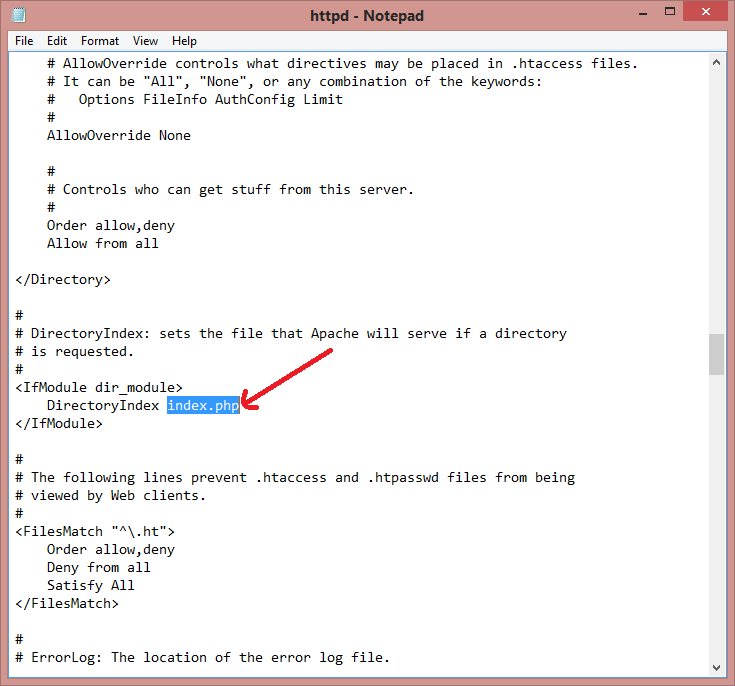 httpd - Notepad
File Edit Format View Help
    # AllowOverride controls what directives may be placed in .htaccess files.
    # It can be "All", "None", or any combination of the keywords:
    #   Options FileInfo AuthConfig Limit
    #
    AllowOverride None
    #
    # Controls who can get stuff from this server.
    #
    Order allow,deny
    Allow from all
</Directory>
#
# DirectoryIndex: sets the file that Apache will serve if a directory
# is requested.
#
<IfModule dir_module>
    DirectoryIndex index.php
</IfModule>
#
# The following lines prevent .htaccess and .htpasswd files from being
# viewed by Web clients.
#
<FilesMatch "^\.ht">
    Order allow,deny
    Deny from all
    Satisfy All
</FilesMatch>
#
# ErrorLog: The location of the error log file.